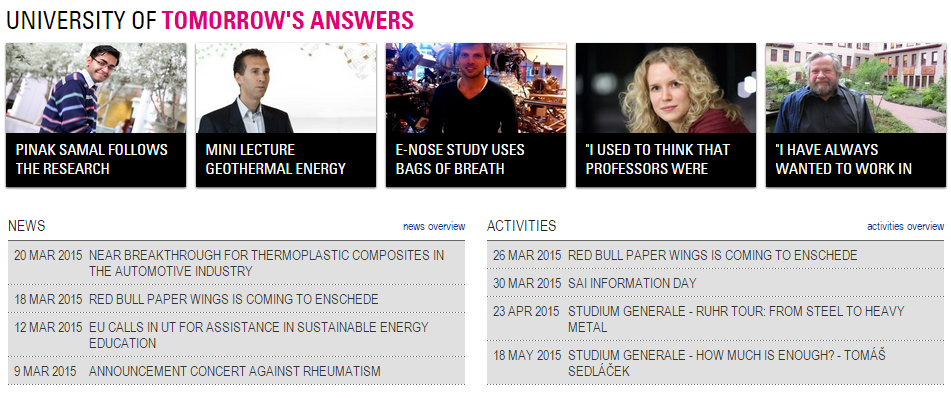 UNIVERSITY OF TOMORROW'S ANSWERS
PINAK SAMAL FOLLOWS
THE RESEARCH
MINI LECTURE
GEOTHERMAL ENERGY
E-NOSE STUDY USES
BAGS OF BREATH
"I USED TO THINK THAT
PROFESSORS WERE
"I HAVE ALWAYS
WANTED TO WORK IN
NEWS
news overview
20 MAR 2015 NEAR BREAKTHROUGH FOR THERMOPLASTIC COMPOSITES IN
THE AUTOMOTIVE INDUSTRY
18 MAR 2015 RED BULL PAPER WINGS IS COMING TO ENSCHEDE
12 MAR 2015 EU CALLS IN UT FOR ASSISTANCE IN SUSTAINABLE ENERGY
EDUCATION
9 MAR 2015 ANNOUNCEMENT CONCERT AGAINST RHEUMATISM
ACTIVITIES
activities overview
26 MAR 2015 RED BULL PAPER WINGS IS COMING TO ENSCHEDE
30 MAR 2015 SAI INFORMATION DAY
23 APR 2015 STUDIUM GENERALE - RUHR TOUR: FROM STEEL TO HEAVY
METAL
18 MAY 2015 STUDIUM GENERALE - HOW MUCH IS ENOUGH? - TOMÁŠ
SEDLÁČEK